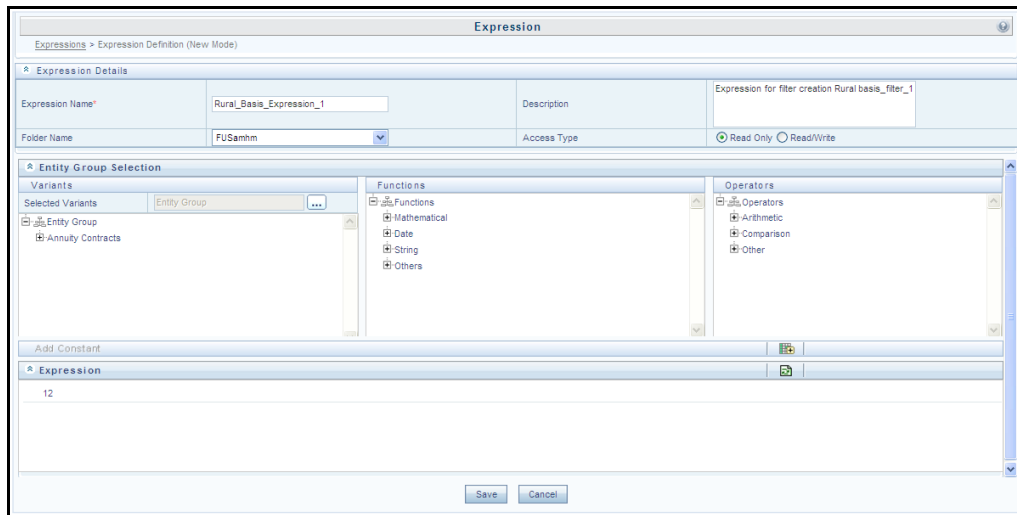 Expression
Expressions > Expression Definition (New Mode)
Expression Details
Expression Name*
Rural_Basis_Expression_1
Description
Expression for filter creation Rural basis_filter_1
Folder Name
FUSamhm
Access Type
Read Only
Read/Write
Entity Group Selection
Variants
Functions
Operators
Selected Variants
Entity Group
...
Entity Group
Annuity Contracts
Functions
Mathematical
Date
String
Others
Operators
Arithmetic
Comparison
Other
Add Constant
Expression
12
Save
Cancel